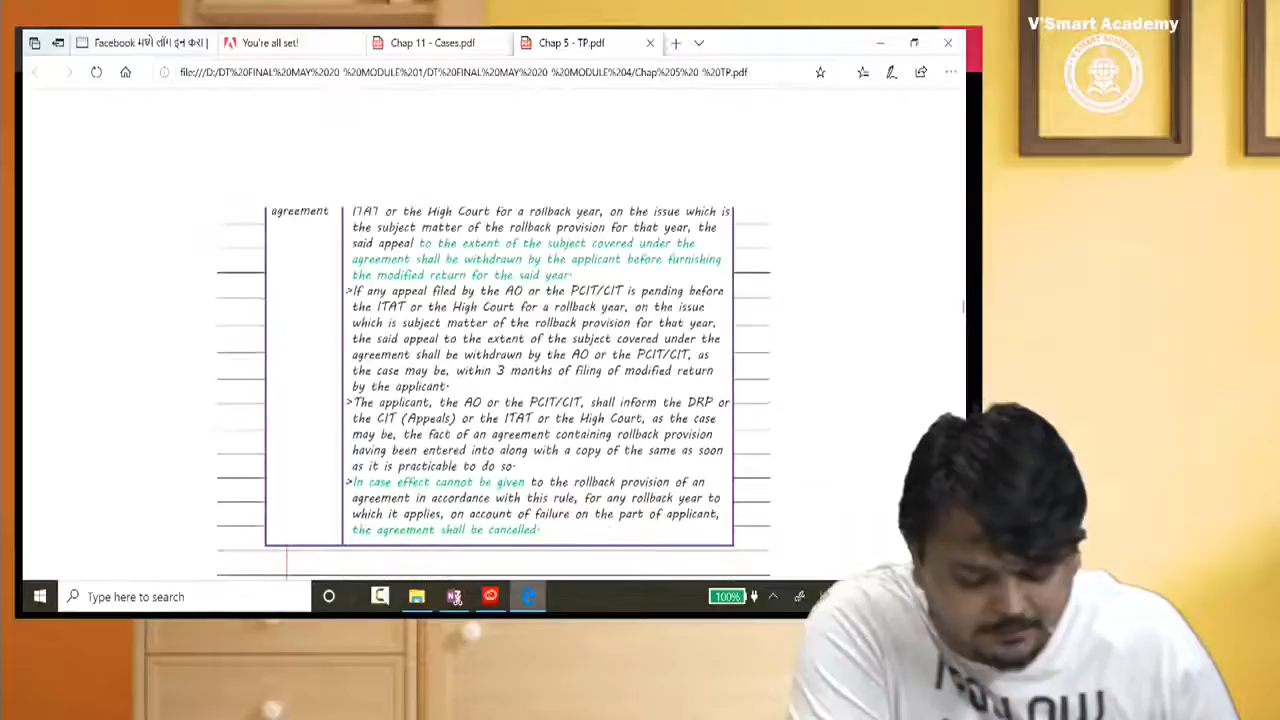 V'Smart Academy
Facebook मध्ये लॉग इन करा |
You're all set!
Chap 11 - Cases.pdf
Chap 5 - TP.pdf
file:///D:/DT%20FINAL%20MAY%2020 %20MODULE%201/DT%20FINAL%20MAY%2020 %20MODULE%204/Chap%205%20 %20TP.pdf
agreement
ITAT or the High Court for a rollback year, on the issue which is
the subject matter of the rollback provision for that year, the
said appeal to the extent of the subject covered under the
agreement shall be withdrawn by the applicant before furnishing
the modified return for the said year.
>If any appeal filed by the AO or the PCIT/CIT is pending before
the ITAT or the High Court for a rollback year, on the issue
which is subject matter of the rollback provision for that year,
the said appeal to the extent of the subject covered under the
agreement shall be withdrawn by the AO or the PCIT/CIT, as
the case may be, within 3 months of filing of modified return
by the applicant.
>The applicant, the AO or the PCIT/CIT, shall inform the DRP or
the CIT (Appeals) or the ITAT or the High Court, as the case
may be, the fact of an agreement containing rollback provision
having been entered into along with a copy of the same as soon
as it is practicable to do so.
>In case effect cannot be given to the rollback provision of an
agreement in accordance with this rule, for any rollback year to
which it applies, on account of failure on the part of applicant,
the agreement shall be cancelled.
Type here to search
100%